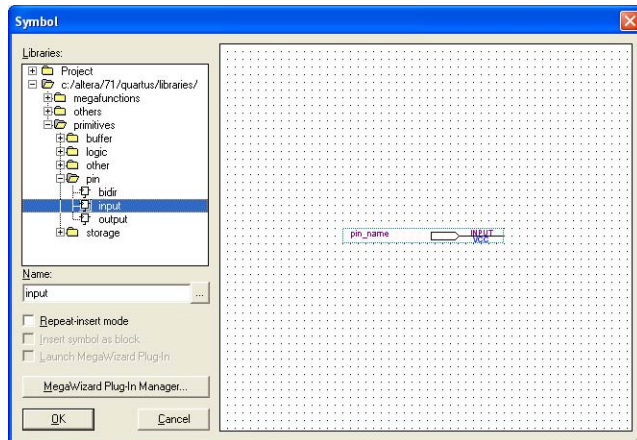 Symbol
Libraries:
Project
c:/altera/71/quartus/libraries/
megafunctions
others
primitives
buffer
logic
other
pin
bidir
input
output
storage
Name:
input
...
Repeat-insert mode
Insert symbol as block
Launch MegaWizard Plug-In
MegaWizard Plug-In Manager...
OK
Cancel
pin_name
INPUT
VCC